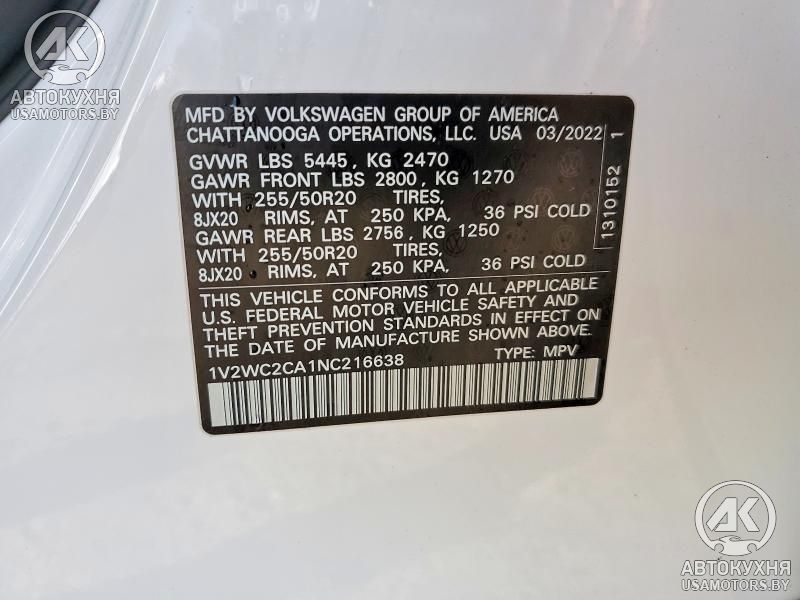 AK
АВТОКУХНЯ
USAMOTORS.BY
MFD BY VOLKSWAGEN GROUP OF AMERICA
CHATTANOOGA OPERATIONS, LLC. USA 03/2022
GVWR LBS 5445, KG 2470
GAWR FRONT LBS 2800, KG 1270
WITH 255/50R20 TIRES,
8JX20 RIMS, AT 250 KPA, 36 PSI COLD
GAWR REAR LBS 2756, KG 1250
WITH 255/50R20 TIRES,
8JX20 RIMS, AT 250 KPA, 36 PSI COLD
1310152 1
THIS VEHICLE CONFORMS TO ALL APPLICABLE
U.S. FEDERAL MOTOR VEHICLE SAFETY AND
THEFT PREVENTION STANDARDS IN EFFECT ON
THE DATE OF MANUFACTURE SHOWN ABOVE.
1V2WC2CA1NC216638 TYPE: MPV
AK
АВТОКУХНЯ
USAMOTORS.BY